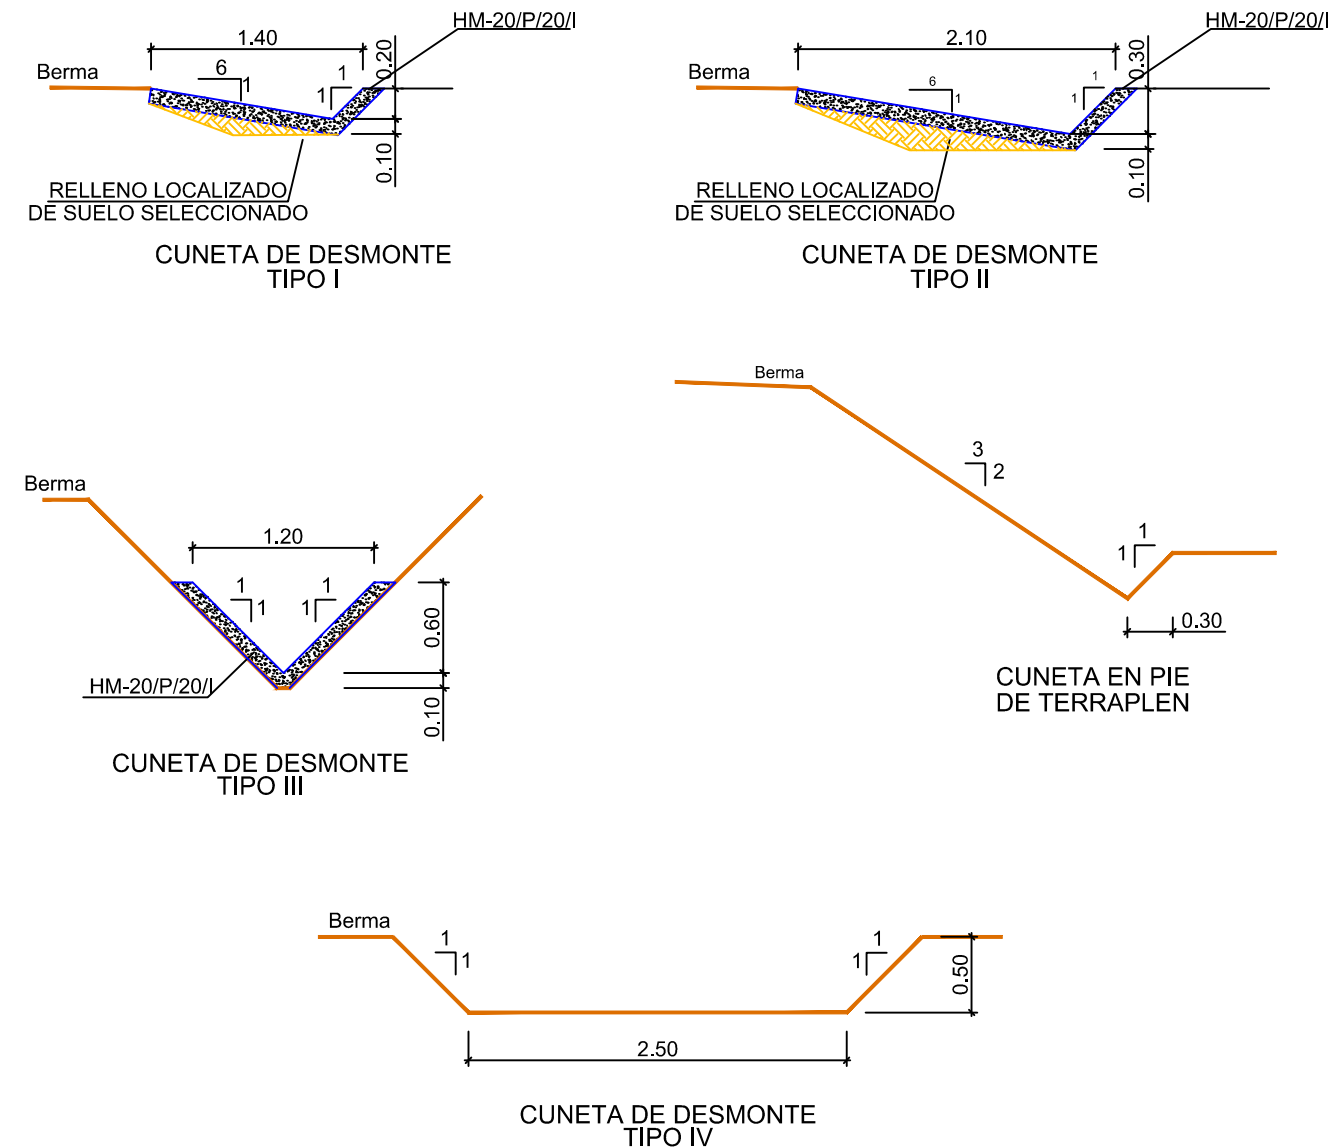 HM-20/P/20/I
1.40
0.20
6
1
1
1
Berma
0.10
RELLENO LOCALIZADO
DE SUELO SELECCIONADO
CUNETA DE DESMONTE
TIPO I
HM-20/P/20/I
2.10
0.30
6
1
1
1
Berma
0.10
RELLENO LOCALIZADO
DE SUELO SELECCIONADO
CUNETA DE DESMONTE
TIPO II
Berma
3
2
1
1
0.30
CUNETA EN PIE
DE TERRAPLEN
Berma
1.20
1
1
1
1
0.60
HM-20/P/20/I
0.10
CUNETA DE DESMONTE
TIPO III
Berma
1
1
1
1
0.50
2.50
CUNETA DE DESMONTE
TIPO IV